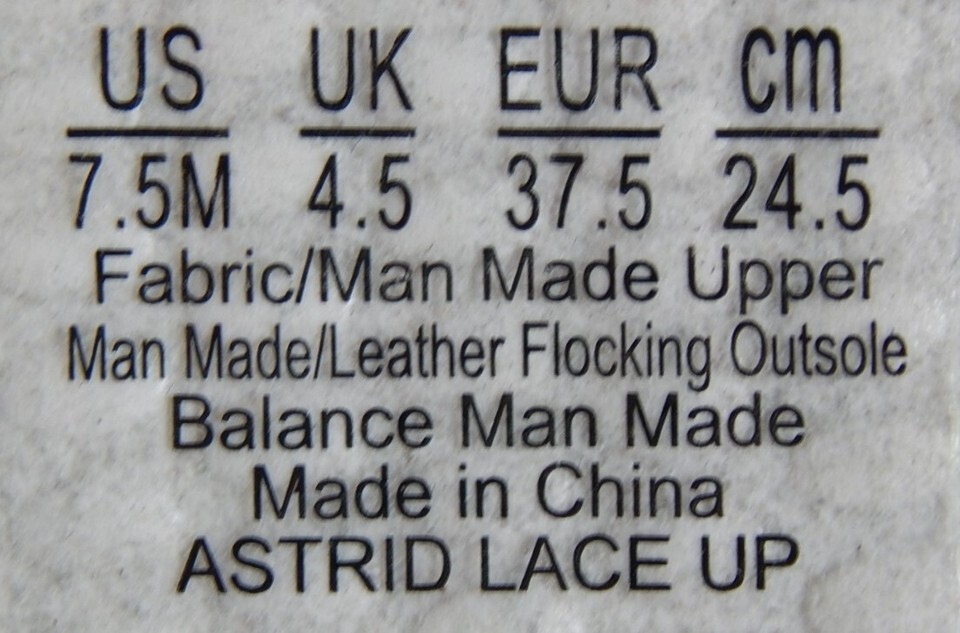 US UK EUR cm
7.5M 4.5 37.5 24.5
Fabric/Man Made Upper
Man Made/Leather Flocking Outsole
Balance Man Made
Made in China
ASTRID LACE UP